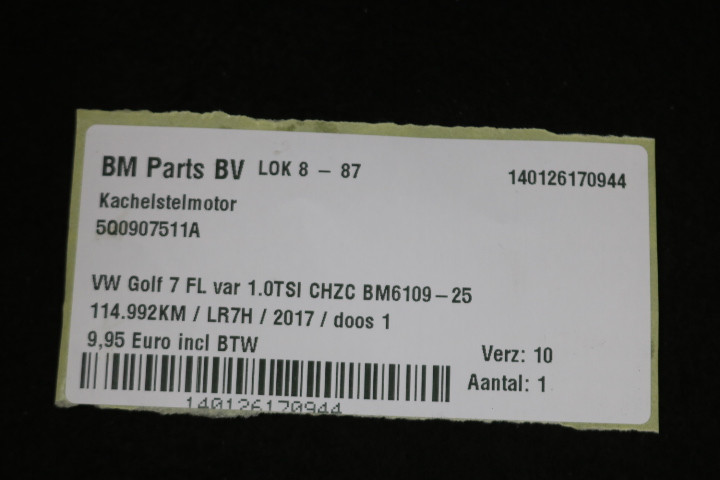 BM Parts BV LOK 8 - 87 140126170944
Kachelstelmotor
5Q0907511A
VW Golf 7 FL var 1.0TSI CHZC BM6109-25
114.992KM / LR7H / 2017 / doos 1
9,95 Euro incl BTW
Verz: 10
Aantal: 1
140126170944